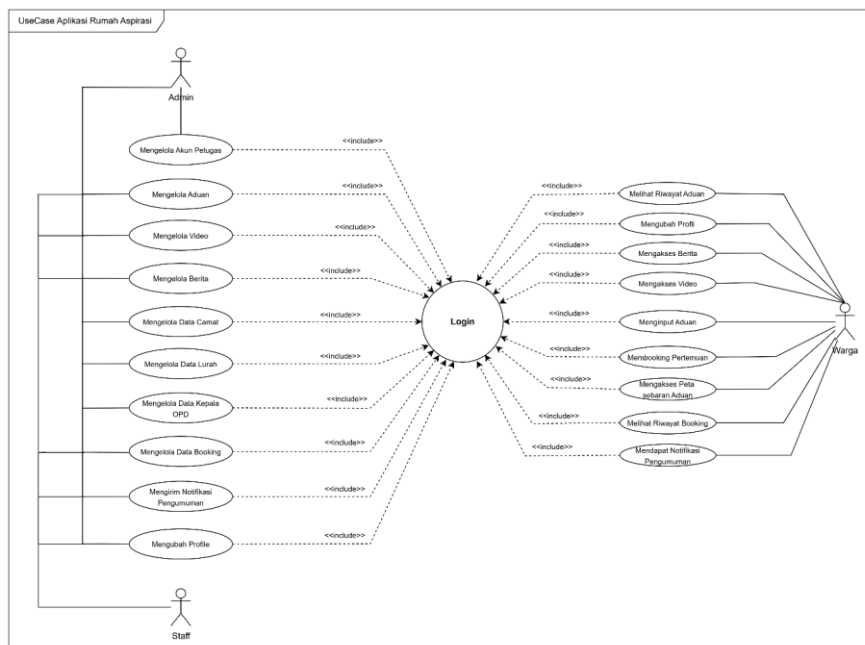 UseCase Aplikasi Rumah Aspirasi
Admin
Mengelola Akun Petugas
<<include>>
Mengelola Aduan
<<include>>
Mengelola Video
<<include>>
Mengelola Berita
<<include>>
Mengelola Data Camat
<<include>>
Mengelola Data Lurah
<<include>>
Mengelola Data Kepala
OPD
<<include>>
Mengelola Data Booking
<<include>>
Mengirim Notifikasi
Pengumuman
<<include>>
Mengubah Profile
<<include>>
Staff
Login
<<include>>
Melihat Riwayat Aduan
<<include>>
Mengubah Profil
<<include>>
Mengakses Berita
<<include>>
Mengakses Video
<<include>>
Menginput Aduan
<<include>>
Membooking Pertemuan
<<include>>
Mengakses Peta
sebaran Aduan
<<include>>
Melihat Riwayat Booking
<<include>>
Mendapat Notifikasi
Pengumuman
Warga